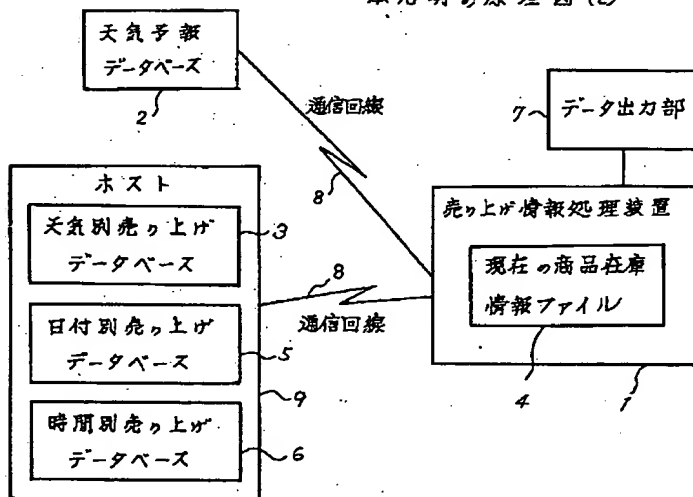 本発明の原理図(2)
天気予報
データベース
2
通信回線
8
7
データ出力部
ホスト
天気別売り上げ
データベース
3
日付別売り上げ
データベース
5
時間別売り上げ
データベース
6
9
8
通信回線
売り上げ情報処理装置
現在の商品在庫
情報ファイル
4
1